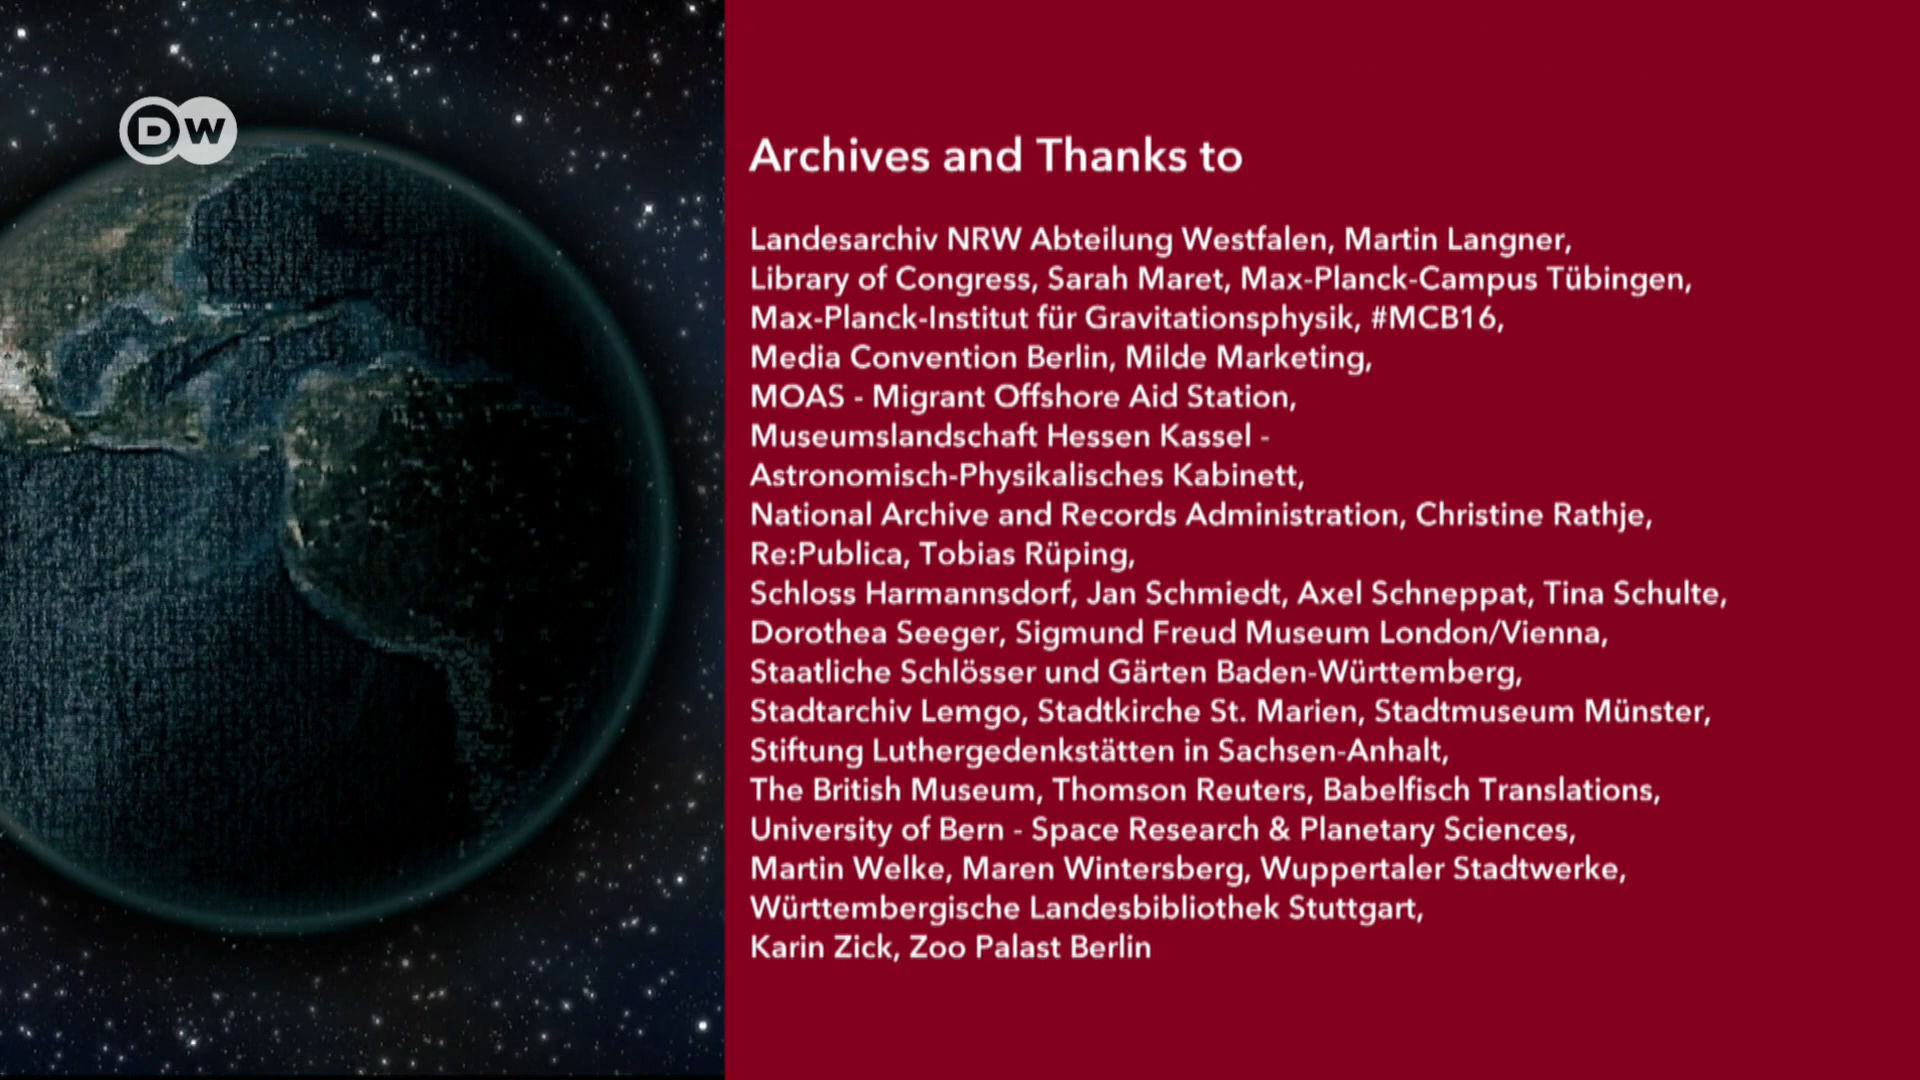 DW
Archives and Thanks to
Landesarchiv NRW Abteilung Westfalen, Martin Langner,
Library of Congress, Sarah Maret, Max-Planck-Campus Tübingen,
Max-Planck-Institut für Gravitationsphysik, #MCB16,
Media Convention Berlin, Milde Marketing,
MOAS - Migrant Offshore Aid Station,
Museumslandschaft Hessen Kassel -
Astronomisch-Physikalisches Kabinett,
National Archive and Records Administration, Christine Rathje,
Re:Publica, Tobias Rüping,
Schloss Harmannsdorf, Jan Schmiedt, Axel Schneppat, Tina Schulte,
Dorothea Seeger, Sigmund Freud Museum London/Vienna,
Staatliche Schlösser und Gärten Baden-Württemberg,
Stadtarchiv Lemgo, Stadtkirche St. Marien, Stadtmuseum Münster,
Stiftung Luthergedenkstätten in Sachsen-Anhalt,
The British Museum, Thomson Reuters, Babelfisch Translations,
University of Bern - Space Research & Planetary Sciences,
Martin Welke, Maren Wintersberg, Wuppertaler Stadtwerke,
Württembergische Landesbibliothek Stuttgart,
Karin Zick, Zoo Palast Berlin